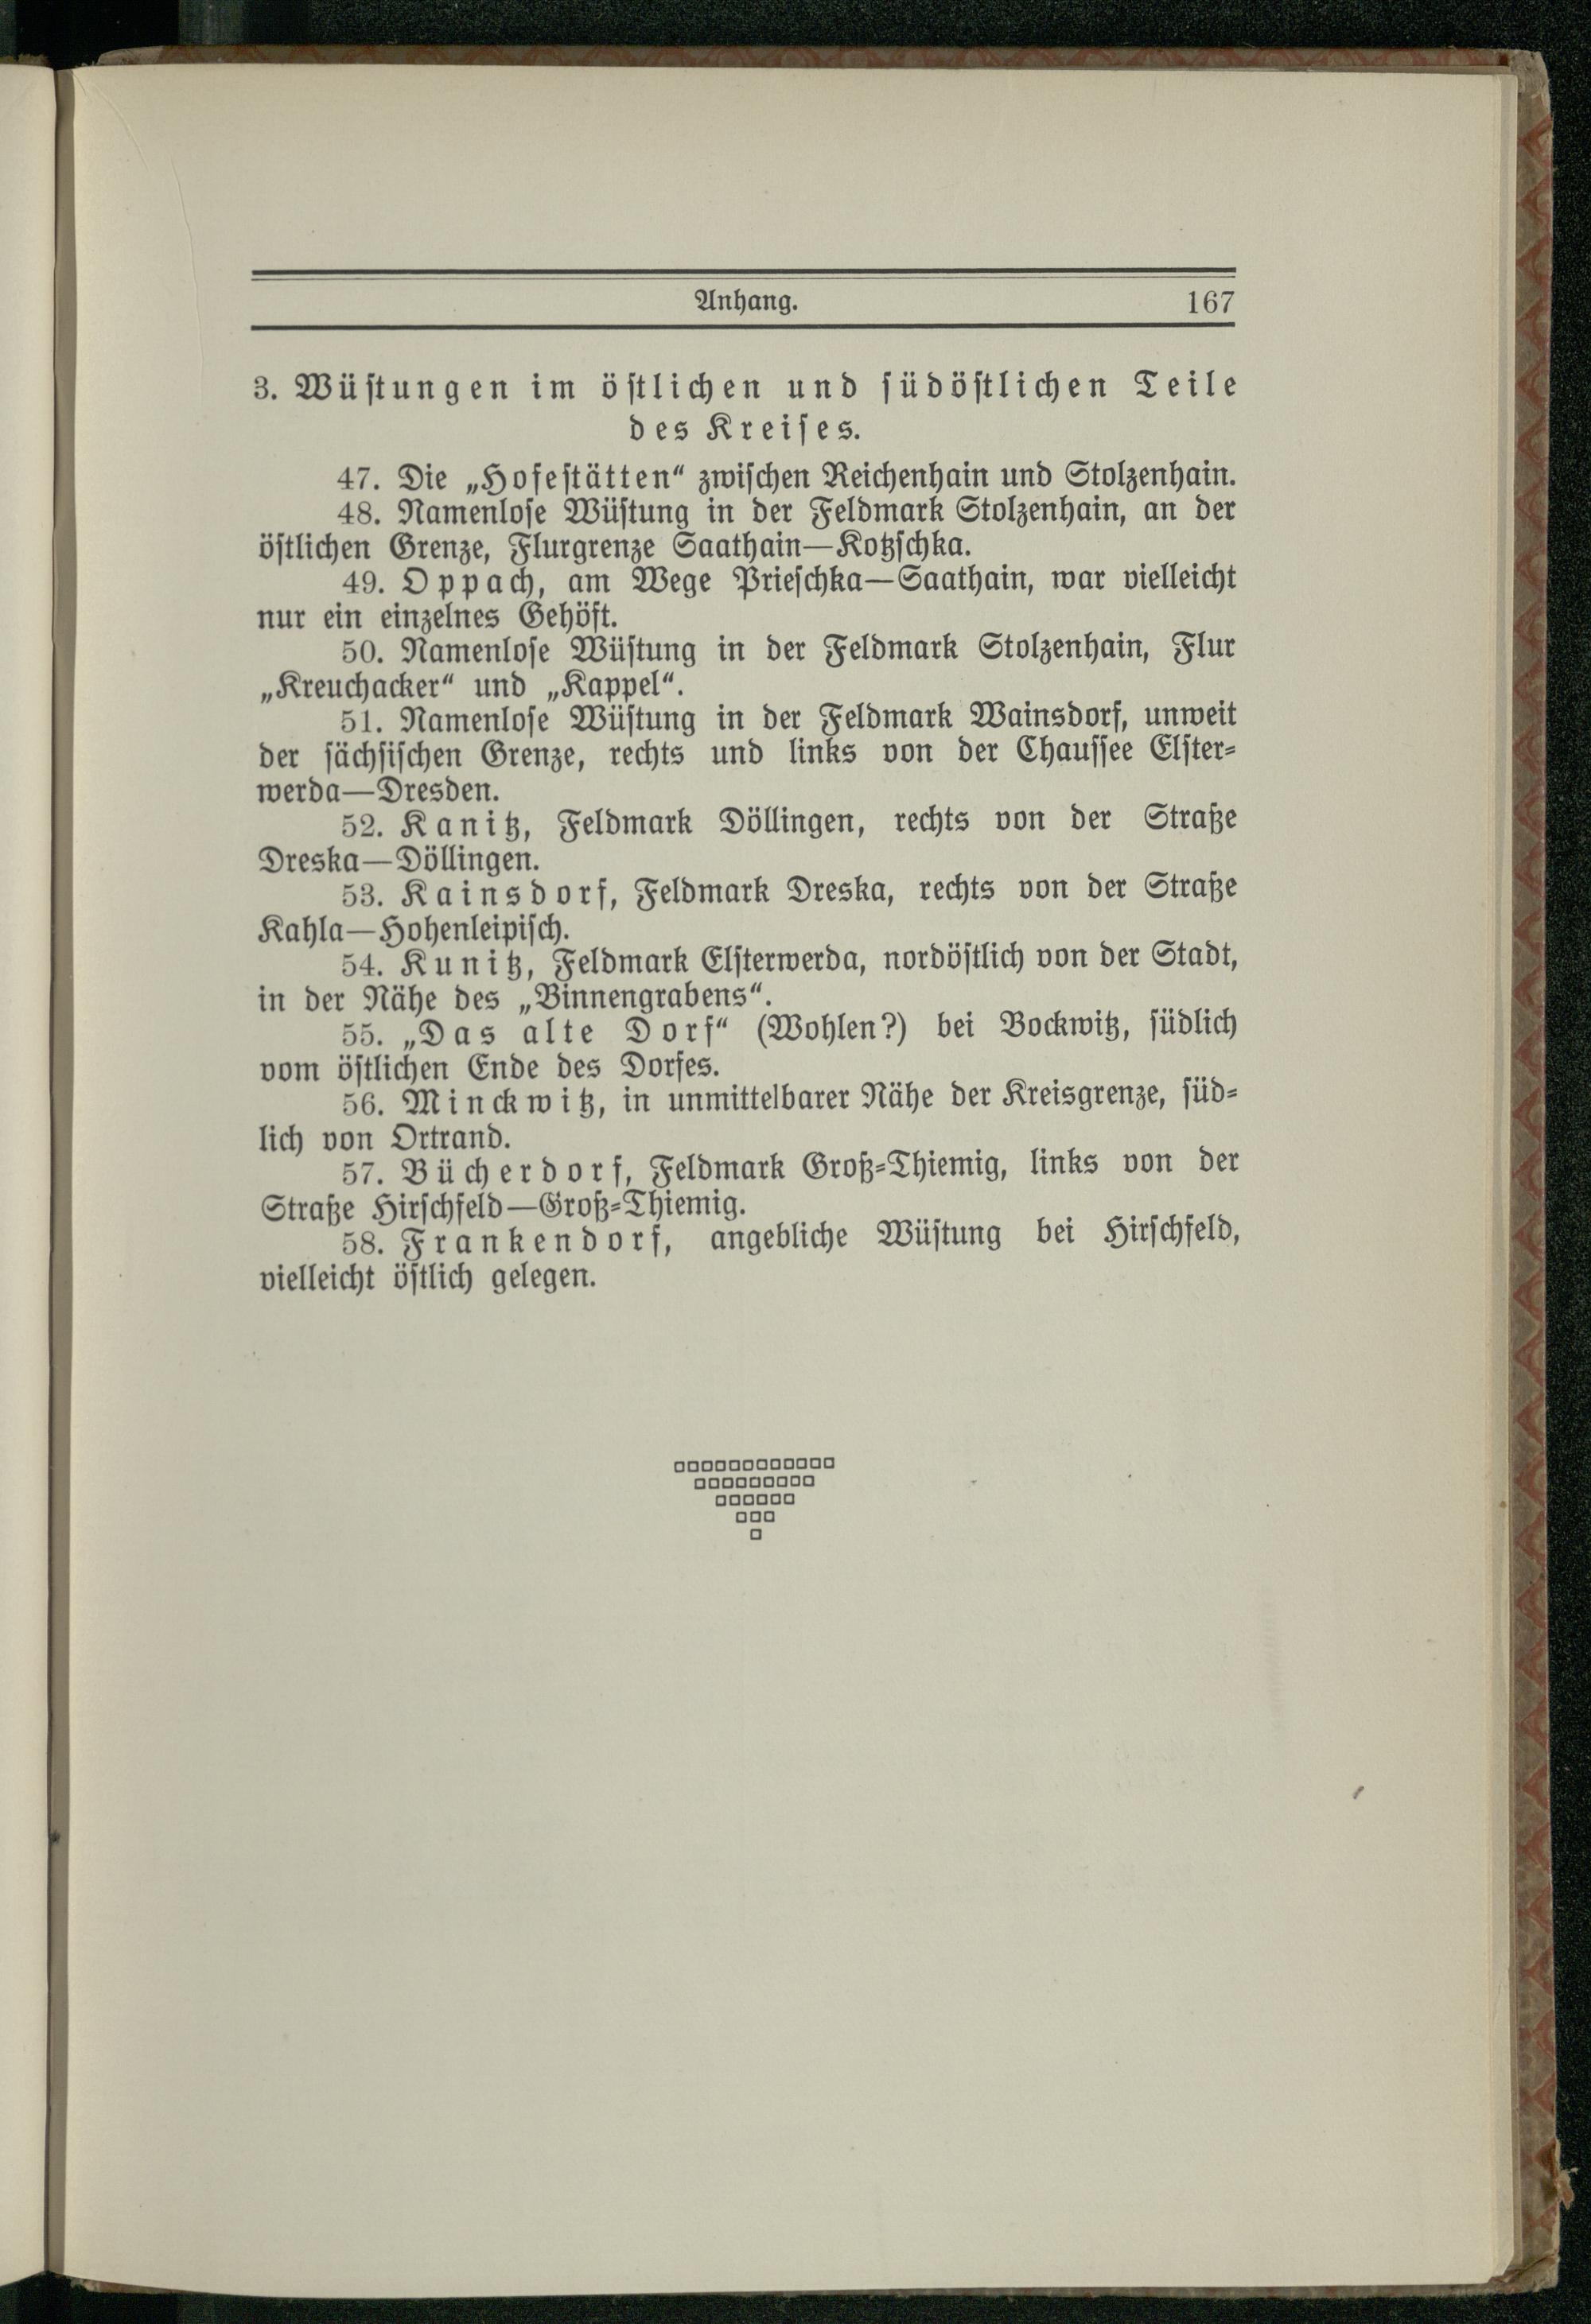 Anhang. 167
3. Wüstungen im östlichen und südöstlichen Teile
des Kreises.
47. Die „Hofestätten“ zwischen Reichenhain und Stolzenhain.
48. Namenlose Wüstung in der Feldmark Stolzenhain, an der
östlichen Grenze, Flurgrenze Saathain—Kotzschka.
49. Oppach, am Wege Prieschka—Saathain, war vielleicht
nur ein einzelnes Gehöft.
50. Namenlose Wüstung in der Feldmark Stolzenhain, Flur
„Kreuchacker“ und „Kappel“.
51. Namenlose Wüstung in der Feldmark Wainsdorf, unweit
der sächsischen Grenze, rechts und links von der Chaussee Elster-
werda—Dresden.
52. Kanitz, Feldmark Döllingen, rechts von der Straße
Dreska—Döllingen.
53. Kainsdorf, Feldmark Dreska, rechts von der Straße
Kahla—Hohenleipisch.
54. Kunitz, Feldmark Elsterwerda, nordöstlich von der Stadt,
in der Nähe des „Binnengrabens“.
55. „Das alte Dorf“ (Wohlen?) bei Bockwitz, südlich
vom östlichen Ende des Dorfes.
56. Minckwitz, in unmittelbarer Nähe der Kreisgrenze, süd-
lich von Ortrand.
57. Bücherdorf, Feldmark Groß-Thiemig, links von der
Straße Hirschfeld—Groß-Thiemig.
58. Frankendorf, angebliche Wüstung bei Hirschfeld,
vielleicht östlich gelegen.